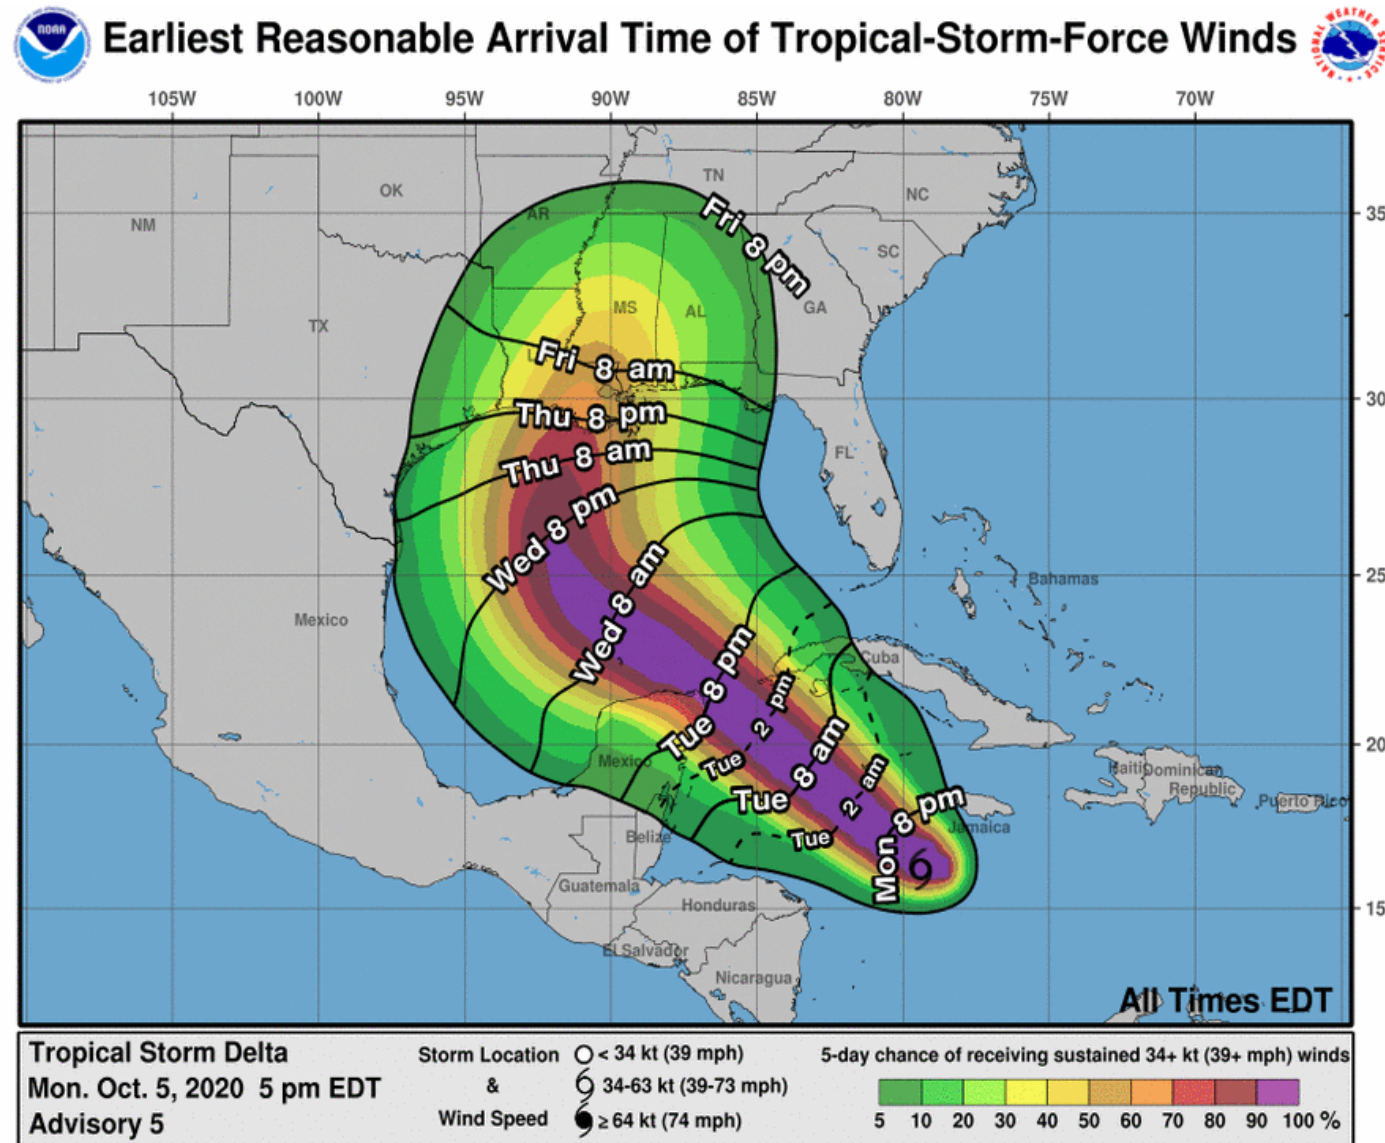 NOAA
Earliest Reasonable Arrival Time of Tropical-Storm-Force Winds
NATIONAL WEATHER SERVICE
105W 100W 95W 90W 85W 80W 75W 70W
35
30
25
20
15
NM
OK
TX
AR
TN
NC
SC
MS
AL
GA
FL
Fri 8 pm
Fri 8 am
Thu 8 pm
Thu 8 am
Wed 8 pm
Wed 8 am
Tue 8 pm
Tue 2 pm
Tue 8 am
Tue 2 am
Mon 8 pm
Bahamas
Mexico
Cuba
Mexico
Haiti
Dominican
Republic
Puerto Rico
Jamaica
Belize
Guatemala
Honduras
El Salvador
Nicaragua
All Times EDT
Tropical Storm Delta
Mon. Oct. 5, 2020 5 pm EDT
Advisory 5
Storm Location
&
Wind Speed
< 34 kt (39 mph)
34-63 kt (39-73 mph)
≥ 64 kt (74 mph)
5-day chance of receiving sustained 34+ kt (39+ mph) winds
5 10 20 30 40 50 60 70 80 90 100 %